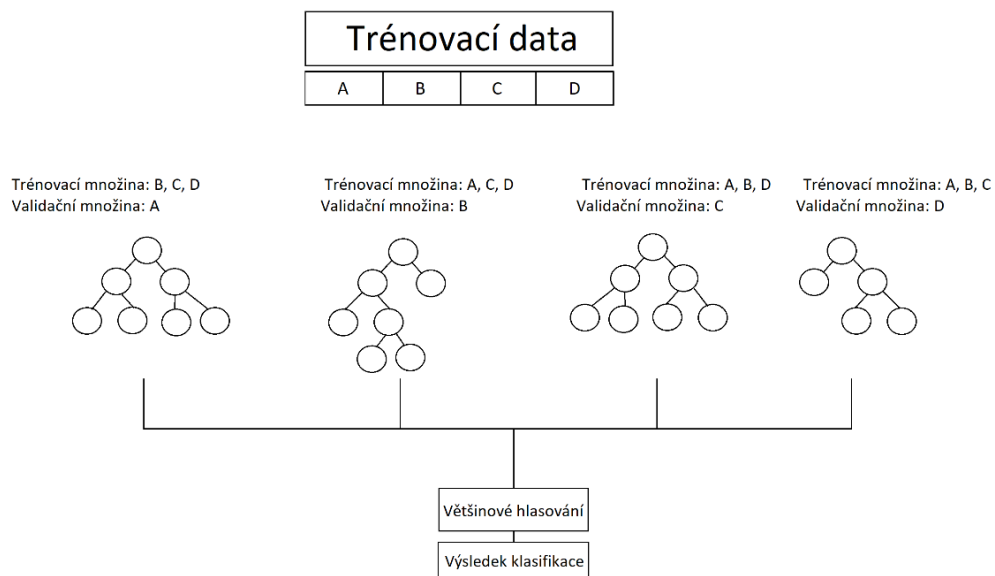 Trénovací data
A B C D
Trénovací množina: B, C, D
Validační množina: A
Trénovací množina: A, C, D
Validační množina: B
Trénovací množina: A, B, D
Validační množina: C
Trénovací množina: A, B, C
Validační množina: D
Většinové hlasování
Výsledek klasifikace